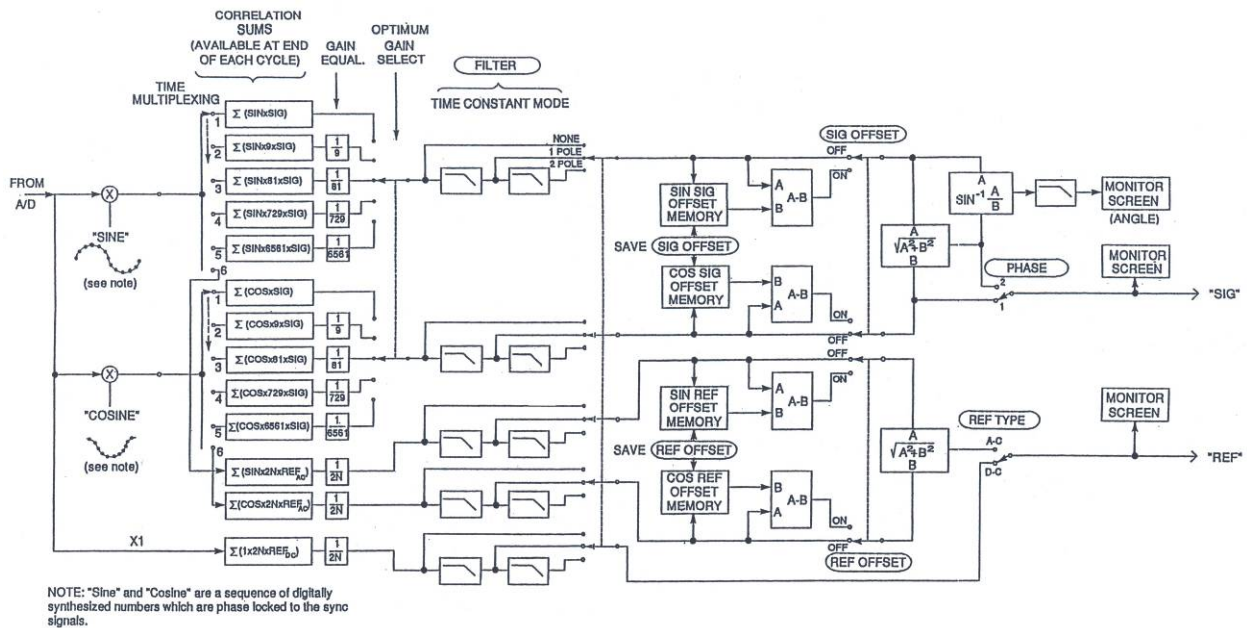 CORRELATION
SUMS
(AVAILABLE AT END
OF EACH CYCLE)
GAIN
EQUAL.
OPTIMUM
GAIN
SELECT
FILTER
TIME CONSTANT MODE
TIME
MULTIPLEXING
1
Σ(SINxSIG)
2
Σ(SINx9xSIG)
1
9
3
Σ(SINx81xSIG)
1
81
4
Σ(SINx729xSIG)
1
729
5
Σ(SINx6561xSIG)
1
6561
6
NONE
1 POLE
2 POLE
FROM
A/D
X
"SINE"
(see note)
1
Σ(COSxSIG)
2
Σ(COSx9xSIG)
1
9
3
Σ(COSx81xSIG)
1
81
4
Σ(COSx729xSIG)
1
729
5
Σ(COSx6561xSIG)
1
6561
6
X
"COSINE"
(see note)
Σ(SINx2NxREF AC)
1
2N
Σ(COSx2NxREF AC)
1
2N
X1
Σ(1x2NxREF DC)
1
2N
SIG OFFSET
OFF
ON
SIN SIG
OFFSET
MEMORY
A
B
A-B
SAVE SIG OFFSET
COS SIG
OFFSET
MEMORY
B
A
A-B
ON
OFF
A
SIN-1 A
B
MONITOR
SCREEN
(ANGLE)
A
√A²+B²
B
PHASE
2
1
MONITOR
SCREEN
"SIG"
OFF
ON
SIN REF
OFFSET
MEMORY
A
B
A-B
SAVE REF OFFSET
COS REF
OFFSET
MEMORY
B
A
A-B
ON
OFF
REF OFFSET
A
√A²+B²
B
REF TYPE
A-C
D-C
MONITOR
SCREEN
"REF"
NOTE: "Sine" and "Cosine" are a sequence of digitally
synthesized numbers which are phase locked to the sync
signals.